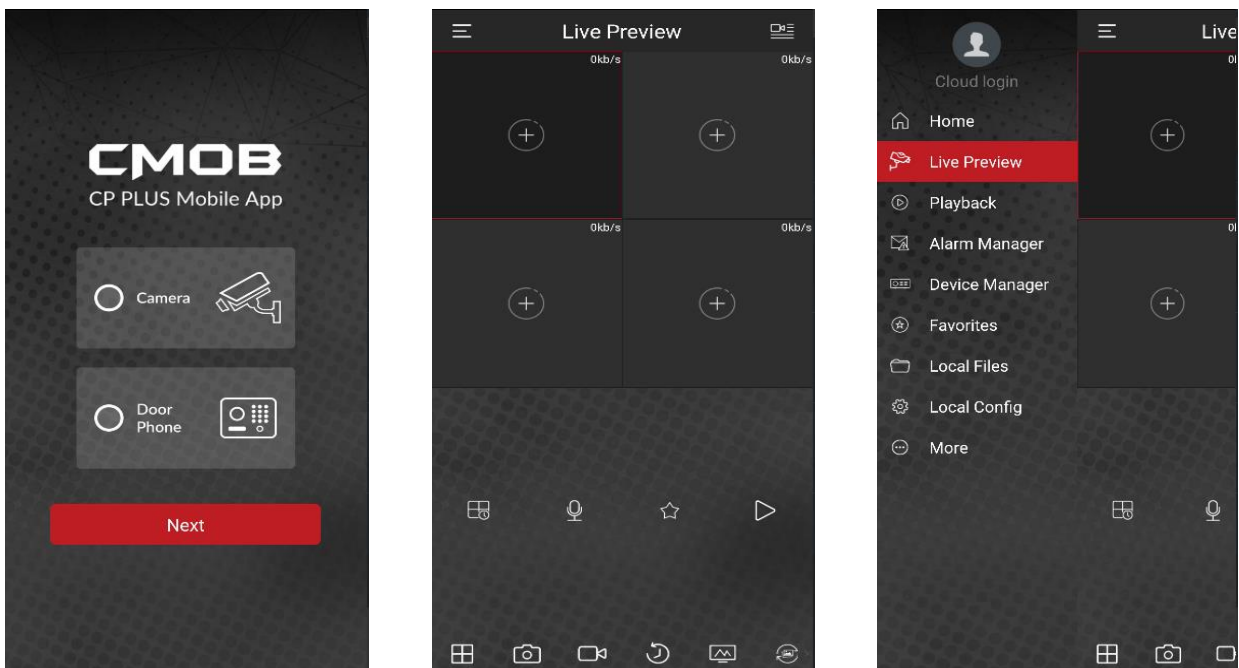 CMOB
CP PLUS Mobile App
Camera
Door
Phone
Next
Live Preview
0kb/s
0kb/s
0kb/s
0kb/s
Cloud login
Home
Live Preview
Playback
Alarm Manager
Device Manager
Favorites
Local Files
Local Config
More
Live